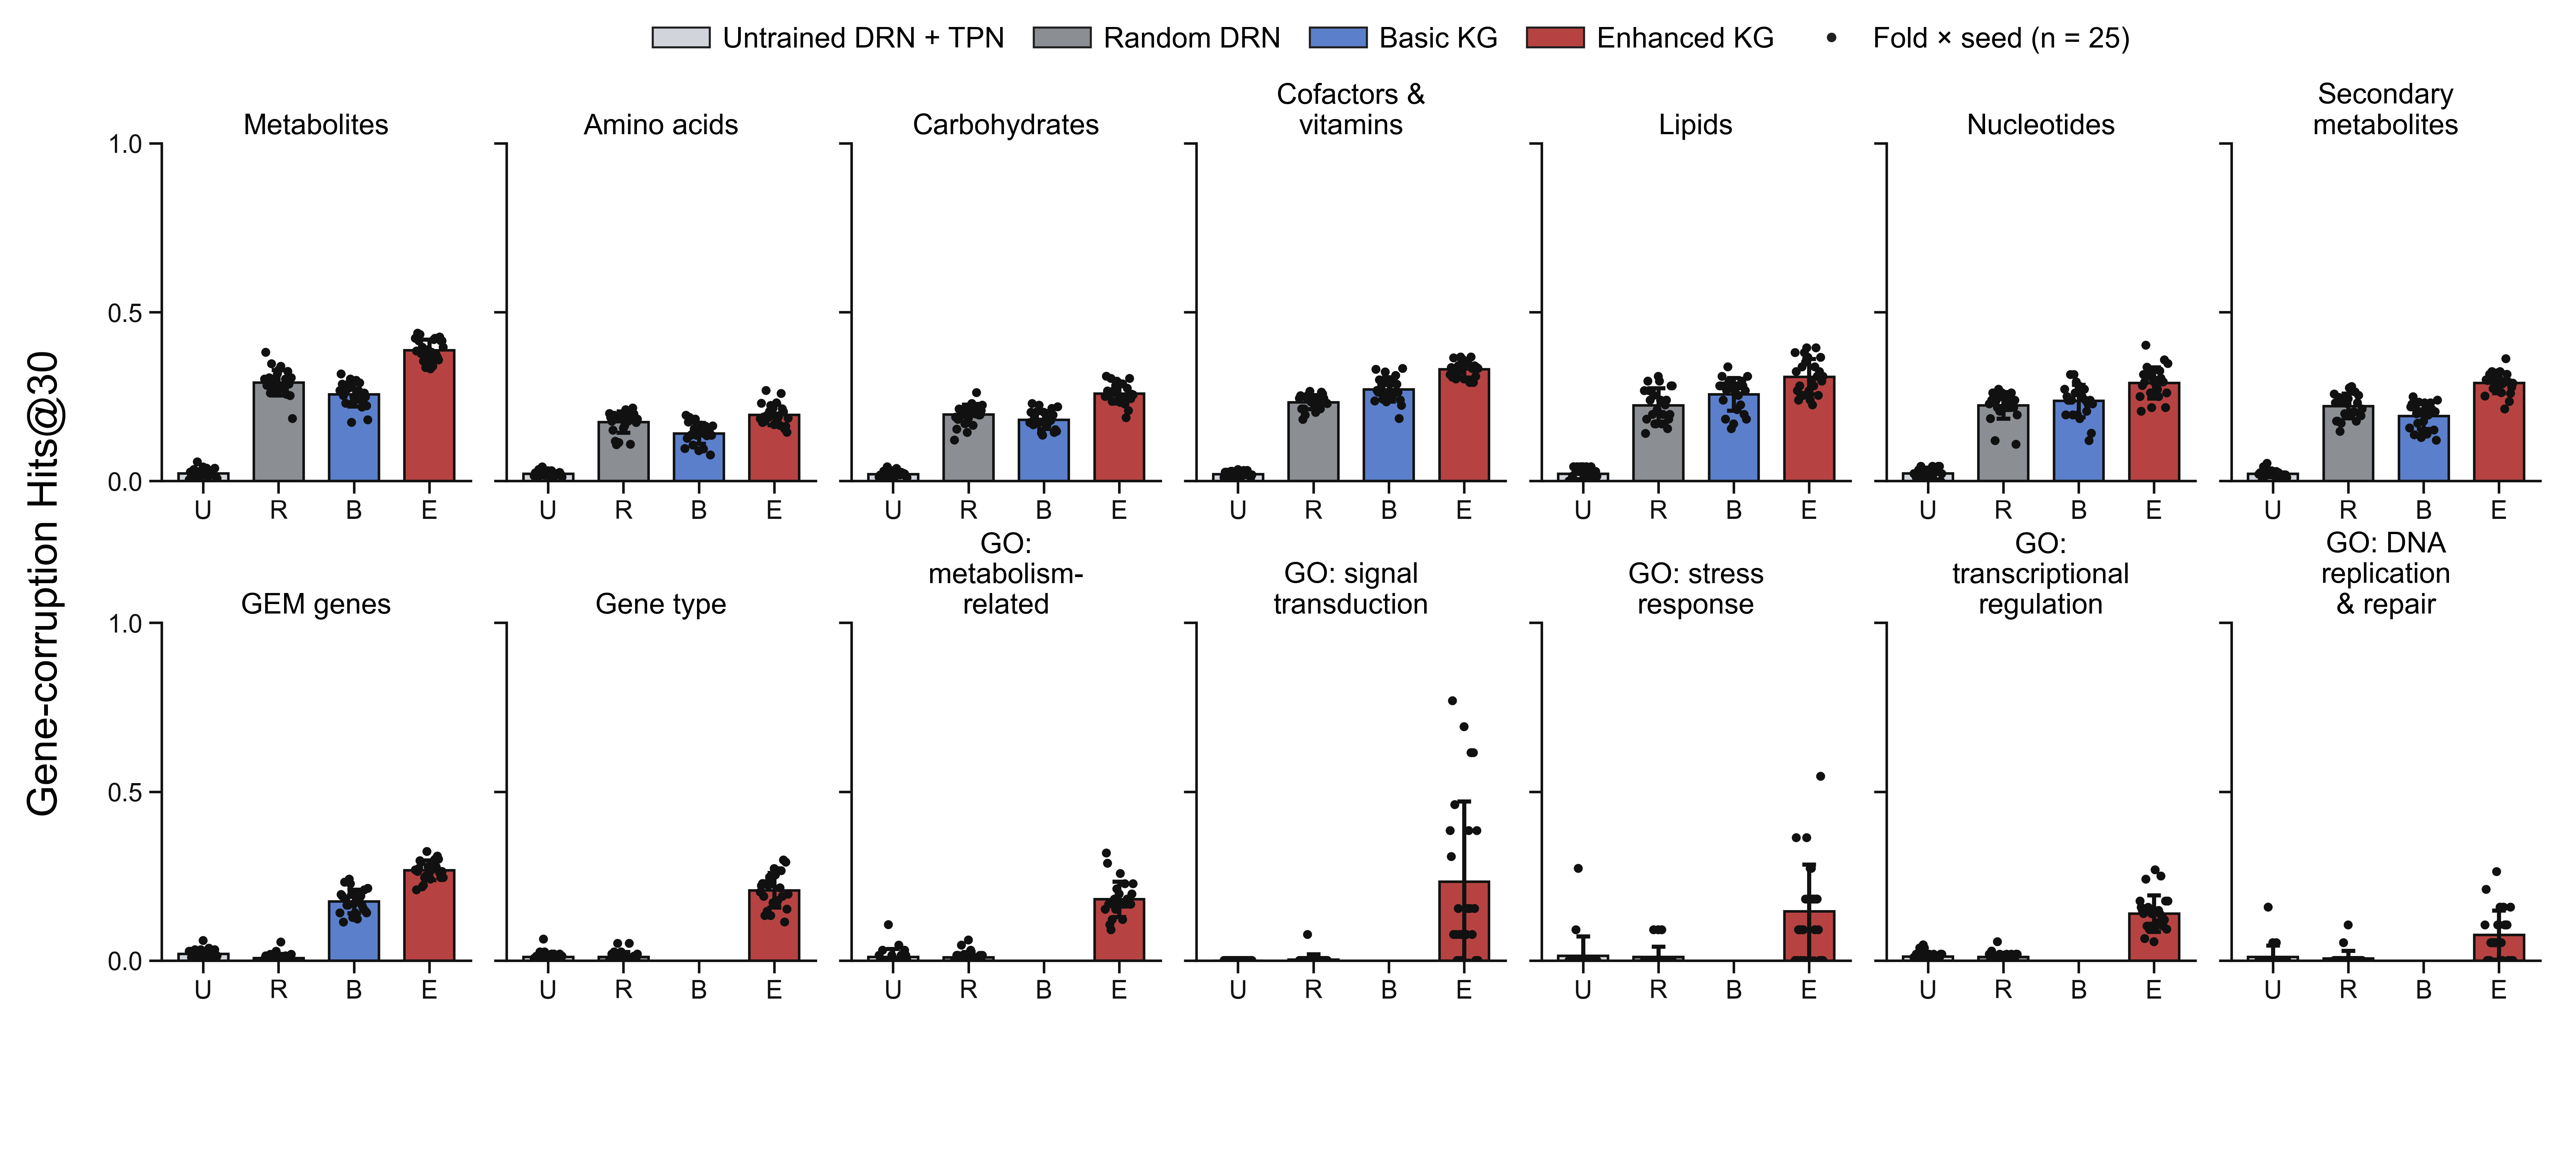 Untrained DRN + TPN Random DRN Basic KG Enhanced KG Fold × seed (n = 25)
Gene-corruption Hits@30
Metabolites
Amino acids
Carbohydrates
Cofactors &
vitamins
Lipids
Nucleotides
Secondary
metabolites
1.0
0.5
0.0
U R B E
U R B E
U R B E
U R B E
U R B E
U R B E
U R B E
GEM genes
Gene type
GO:
metabolism-
related
GO: signal
transduction
GO: stress
response
GO:
transcriptional
regulation
GO: DNA
replication
& repair
1.0
0.5
0.0
U R B E
U R B E
U R B E
U R B E
U R B E
U R B E
U R B E